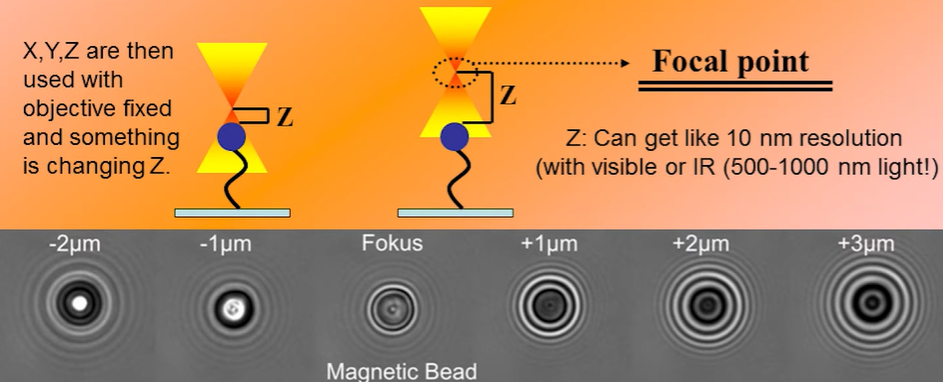 X,Y,Z are then
used with
objective fixed
and something
is changing Z.
Z
Z
Focal point
Z: Can get like 10 nm resolution
(with visible or IR (500-1000 nm light!)
-2µm
-1µm
Fokus
+1µm
+2µm
+3µm
Magnetic Bead